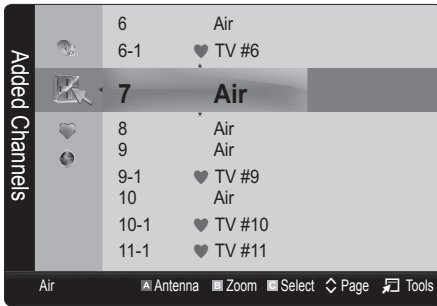 Added Channels
6 Air
6-1 ♥ TV #6
7 Air
8 Air
9 Air
9-1 ♥ TV #9
10 Air
10-1 ♥ TV #10
11-1 ♥ TV #11
Air A Antenna B Zoom C Select Page Tools